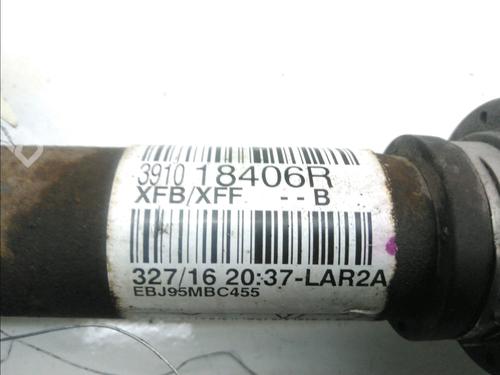 3910 18406R
XFB/XFF - - B
327/16 20:37-LAR2A
EBJ95MBC455